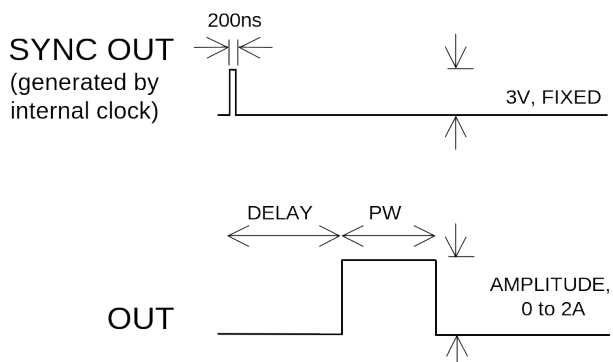 200ns
SYNC OUT
(generated by
internal clock)
3V, FIXED
DELAY
PW
AMPLITUDE,
0 to 2A
OUT